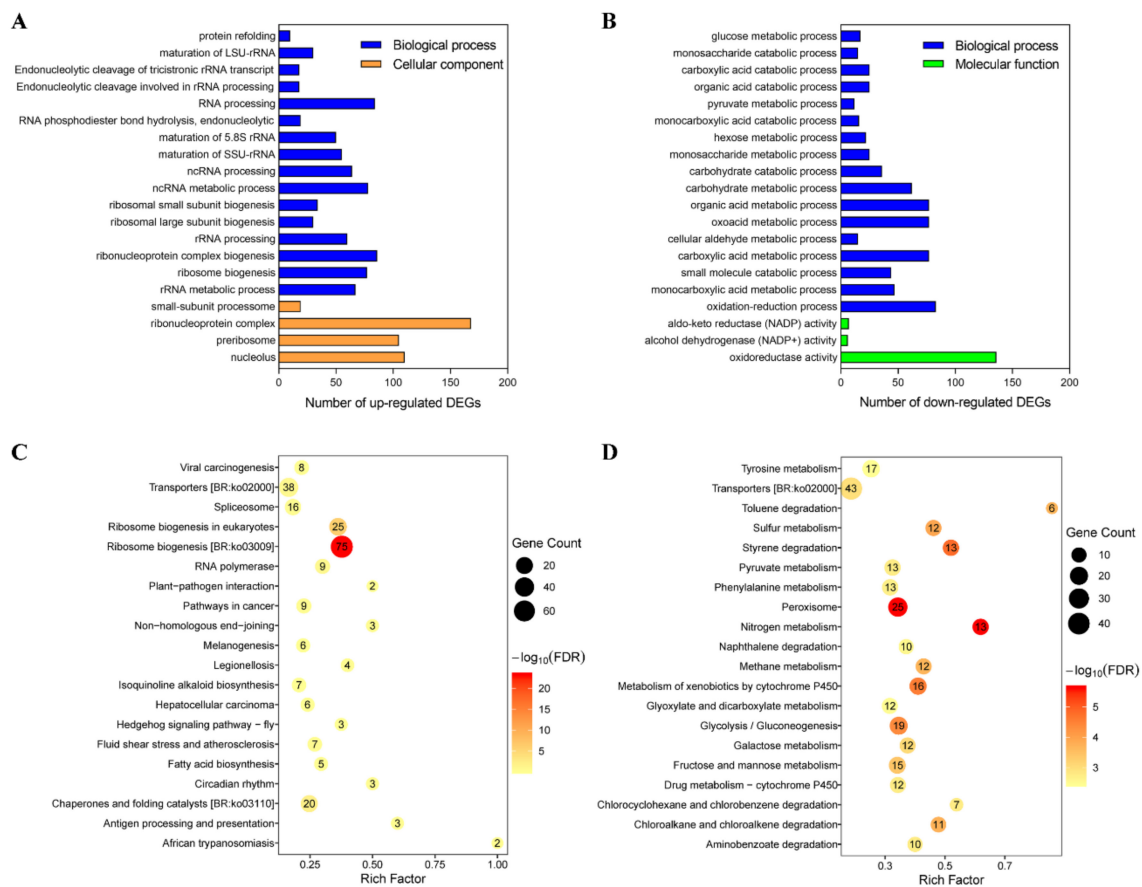 A
protein refolding
maturation of LSU-rRNA
Endonucleolytic cleavage of tricistronic rRNA transcript
Endonucleolytic cleavage involved in rRNA processing
RNA processing
RNA phosphodiester bond hydrolysis, endonucleolytic
maturation of 5.8S rRNA
maturation of SSU-rRNA
ncRNA processing
ncRNA metabolic process
ribosomal small subunit biogenesis
ribosomal large subunit biogenesis
rRNA processing
ribonucleoprotein complex biogenesis
ribosome biogenesis
rRNA metabolic process
small-subunit processome
ribonucleoprotein complex
preribosome
nucleolus
Biological process
Cellular component
0 50 100 150 200
Number of up-regulated DEGs
B
glucose metabolic process
monosaccharide catabolic process
carboxylic acid catabolic process
organic acid catabolic process
pyruvate metabolic process
monocarboxylic acid catabolic process
hexose metabolic process
monosaccharide metabolic process
carbohydrate catabolic process
carbohydrate metabolic process
organic acid metabolic process
oxoacid metabolic process
cellular aldehyde metabolic process
carboxylic acid metabolic process
small molecule catabolic process
monocarboxylic acid metabolic process
oxidation-reduction process
aldo-keto reductase (NADP) activity
alcohol dehydrogenase (NADP+) activity
oxidoreductase activity
Biological process
Molecular function
0 50 100 150 200
Number of down-regulated DEGs
C
Viral carcinogenesis 8
Transporters [BR:ko02000] 38
Spliceosome 16
Ribosome biogenesis in eukaryotes 25
Ribosome biogenesis [BR:ko03009] 75
RNA polymerase 9
Plant−pathogen interaction 2
Pathways in cancer 9
Non−homologous end−joining 3
Melanogenesis 6
Legionellosis 4
Isoquinoline alkaloid biosynthesis 7
Hepatocellular carcinoma 6
Hedgehog signaling pathway − fly 3
Fluid shear stress and atherosclerosis 7
Fatty acid biosynthesis 5
Circadian rhythm 3
Chaperones and folding catalysts [BR:ko03110] 20
Antigen processing and presentation 3
African trypanosomiasis 2
0.25 0.50 0.75 1.00
Rich Factor
Gene Count
20
40
60
−log10(FDR)
20
15
10
5
D
Tyrosine metabolism 17
Transporters [BR:ko02000] 43
Toluene degradation 6
Sulfur metabolism 12
Styrene degradation 13
Pyruvate metabolism 13
Phenylalanine metabolism 13
Peroxisome 25
Nitrogen metabolism 13
Naphthalene degradation 10
Methane metabolism 12
Metabolism of xenobiotics by cytochrome P450 16
Glyoxylate and dicarboxylate metabolism 12
Glycolysis / Gluconeogenesis 19
Galactose metabolism 12
Fructose and mannose metabolism 15
Drug metabolism − cytochrome P450 12
Chlorocyclohexane and chlorobenzene degradation 7
Chloroalkane and chloroalkene degradation 11
Aminobenzoate degradation 10
0.3 0.5 0.7
Rich Factor
Gene Count
10
20
30
40
−log10(FDR)
5
4
3